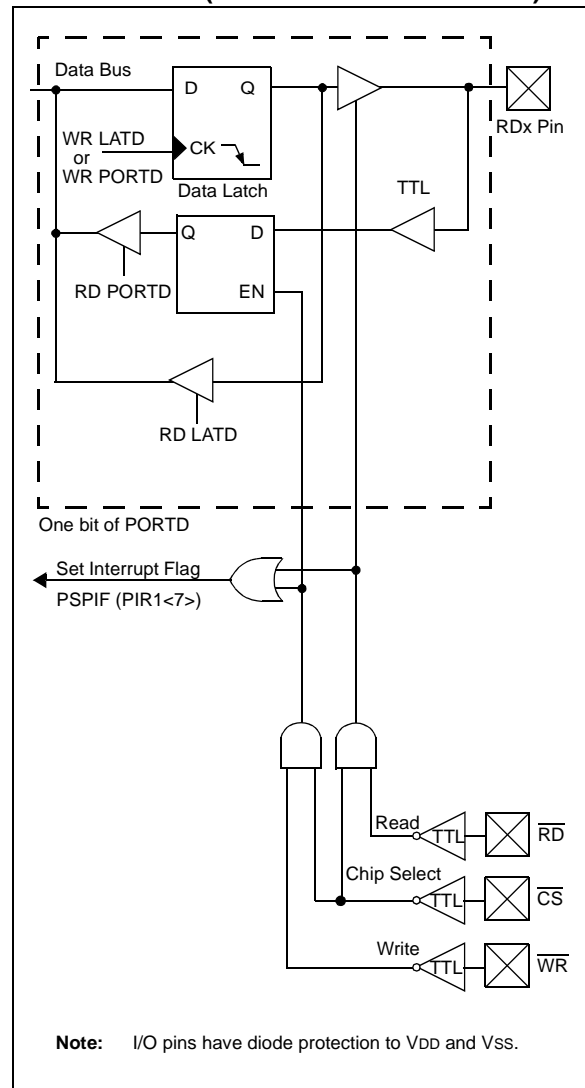 Data Bus
D Q
RDx Pin
WR LATD
or
WR PORTD
CK
Data Latch
TTL
Q D
EN
RD PORTD
RD LATD
One bit of PORTD
Set Interrupt Flag
PSPIF (PIR1<7>)
Read
TTL
RD
Chip Select
TTL
CS
Write
TTL
WR
Note: I/O pins have diode protection to VDD and VSS.